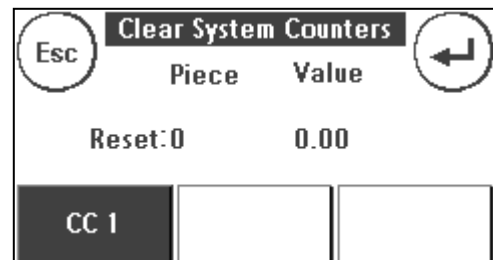 Clear System Counters
Esc
Piece Value
Reset:0 0.00
CC 1